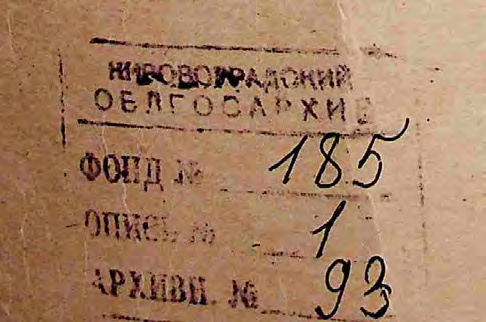 КИРОВОГРАДСКИЙ
ОБЛГОСАРХИВ
ФОНД № 185
ОПИСЬ № 1
АРХИВН. № 93